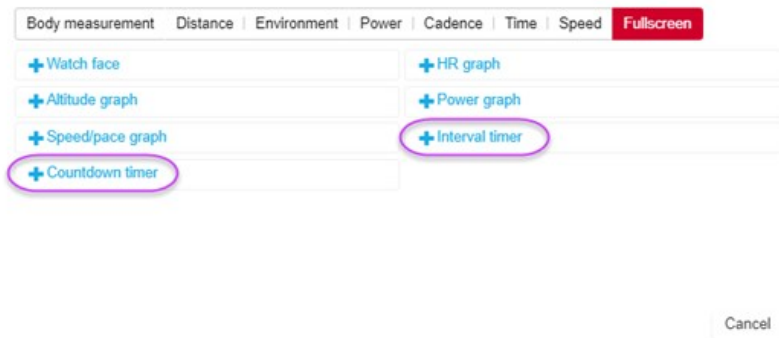 Body measurement Distance Environment Power Cadence Time Speed Fullscreen
Watch face HR graph
Altitude graph Power graph
Speed/pace graph Interval timer
Countdown timer
Cancel